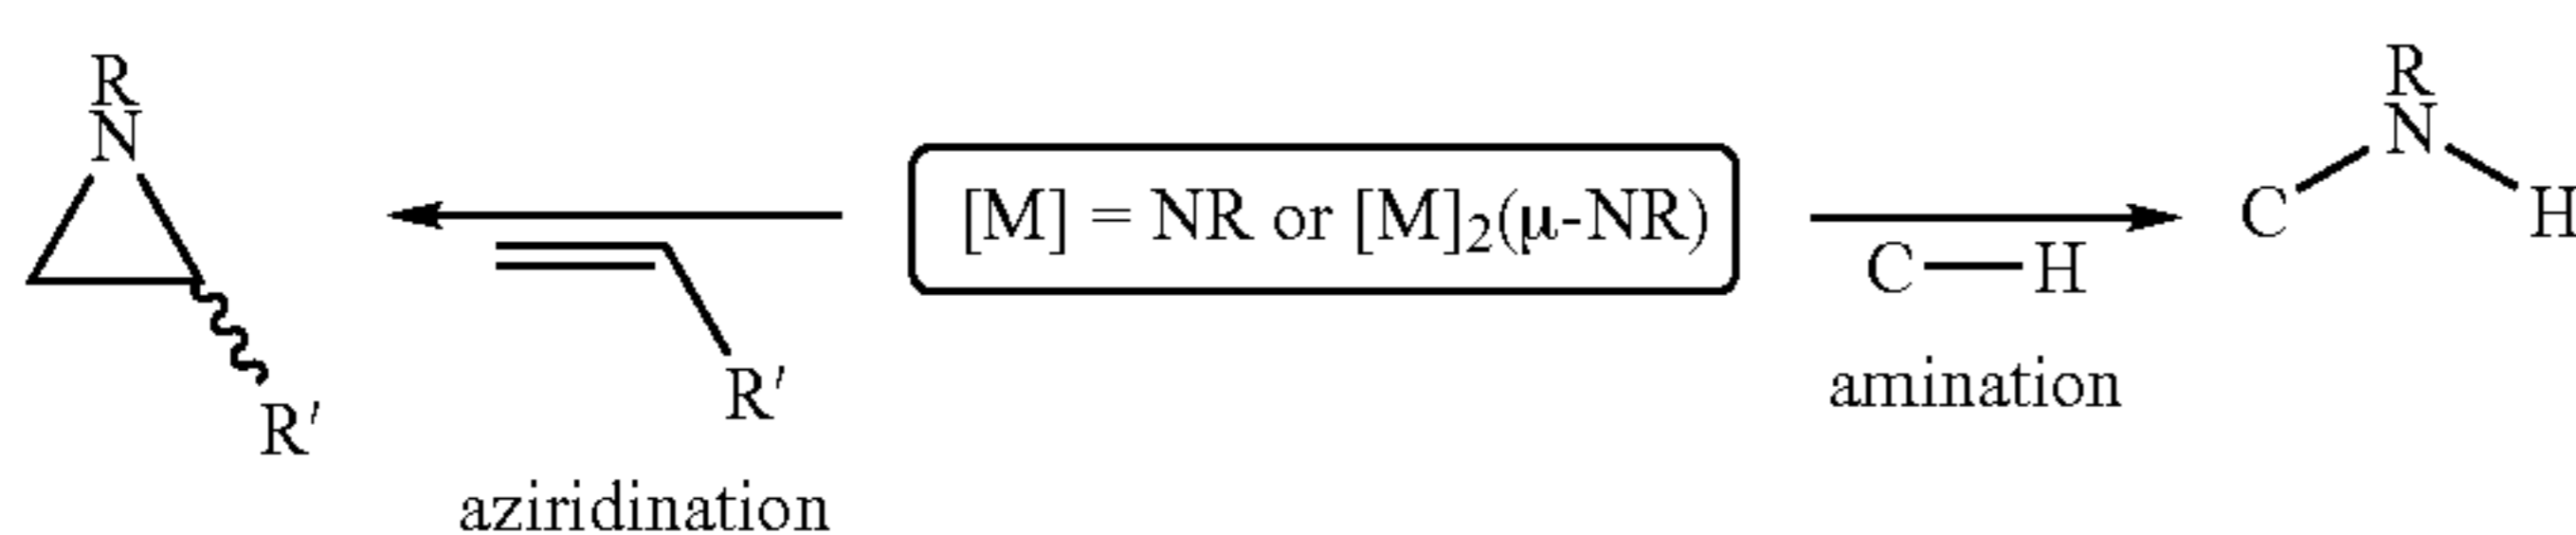 R
N
R'
aziridination
R'
[M] = NR or [M]₂(μ-NR)
C—H
amination
R
N
C
H